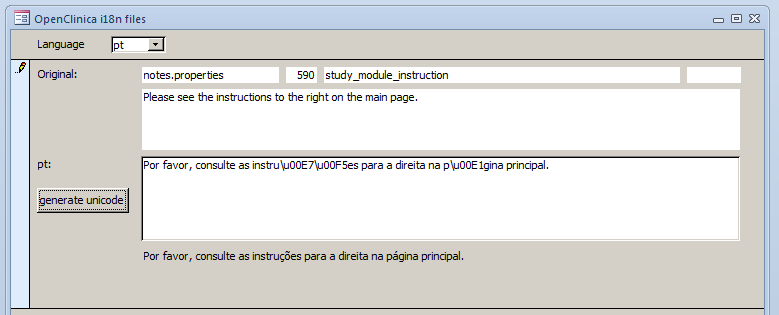 OpenClinica i18n files
Language pt
Original: notes.properties 590 study_module_instruction
Please see the instructions to the right on the main page.
pt: Por favor, consulte as instru\u00E7\u00F5es para a direita na p\u00E1gina principal.
generate unicode
Por favor, consulte as instruções para a direita na página principal.